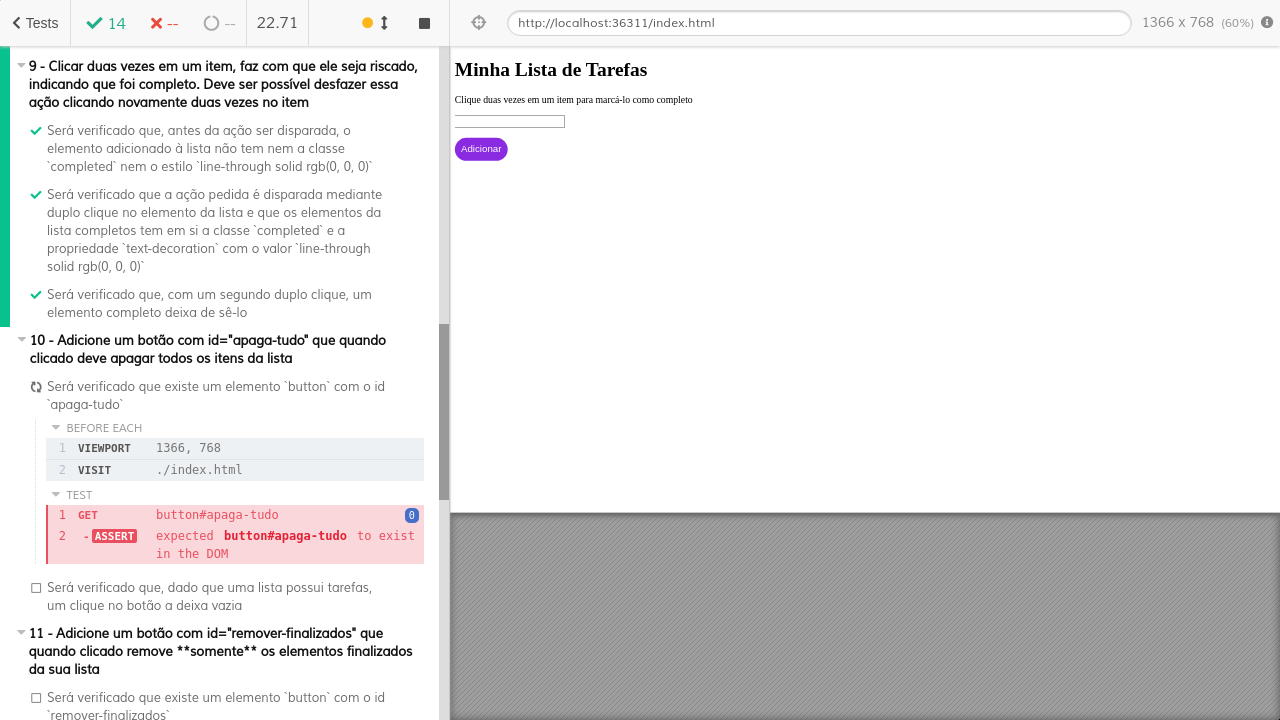 Tests
14
--
--
22.71
http://localhost:36311/index.html
1366 x 768 (60%)
9 - Clicar duas vezes em um item, faz com que ele seja riscado,
indicando que foi completo. Deve ser possível desfazer essa
ação clicando novamente duas vezes no item
Será verificado que, antes da ação ser disparada, o
elemento adicionado à lista não tem nem a classe
`completed` nem o estilo `line-through solid rgb(0, 0, 0)`
Será verificado que a ação pedida é disparada mediante
duplo clique no elemento da lista e que os elementos da
lista completos tem em si a classe `completed` e a
propriedade `text-decoration` com o valor `line-through
solid rgb(0, 0, 0)`
Será verificado que, com um segundo duplo clique, um
elemento completo deixa de sê-lo
10 - Adicione um botão com id="apaga-tudo" que quando
clicado deve apagar todos os itens da lista
Será verificado que existe um elemento `button` com o id
`apaga-tudo`
BEFORE EACH
1 VIEWPORT 1366, 768
2 VISIT ./index.html
TEST
1 GET button#apaga-tudo 0
2 - ASSERT expected button#apaga-tudo to exist
in the DOM
Será verificado que, dado que uma lista possui tarefas,
um clique no botão a deixa vazia
11 - Adicione um botão com id="remover-finalizados" que
quando clicado remove **somente** os elementos finalizados
da sua lista
Será verificado que existe um elemento `button` com o id
`remover-finalizados`
Minha Lista de Tarefas
Clique duas vezes em um item para marcá-lo como completo
Adicionar